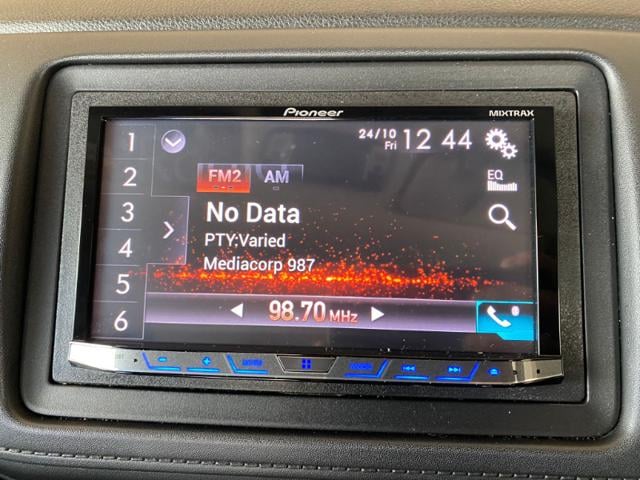 Pioneer
MIXTRAX
24/10
Fri
12 44
1
2
3
4
5
6
FM2
AM
EQ
No Data
PTY:Varied
Mediacorp 987
98.70 MHz